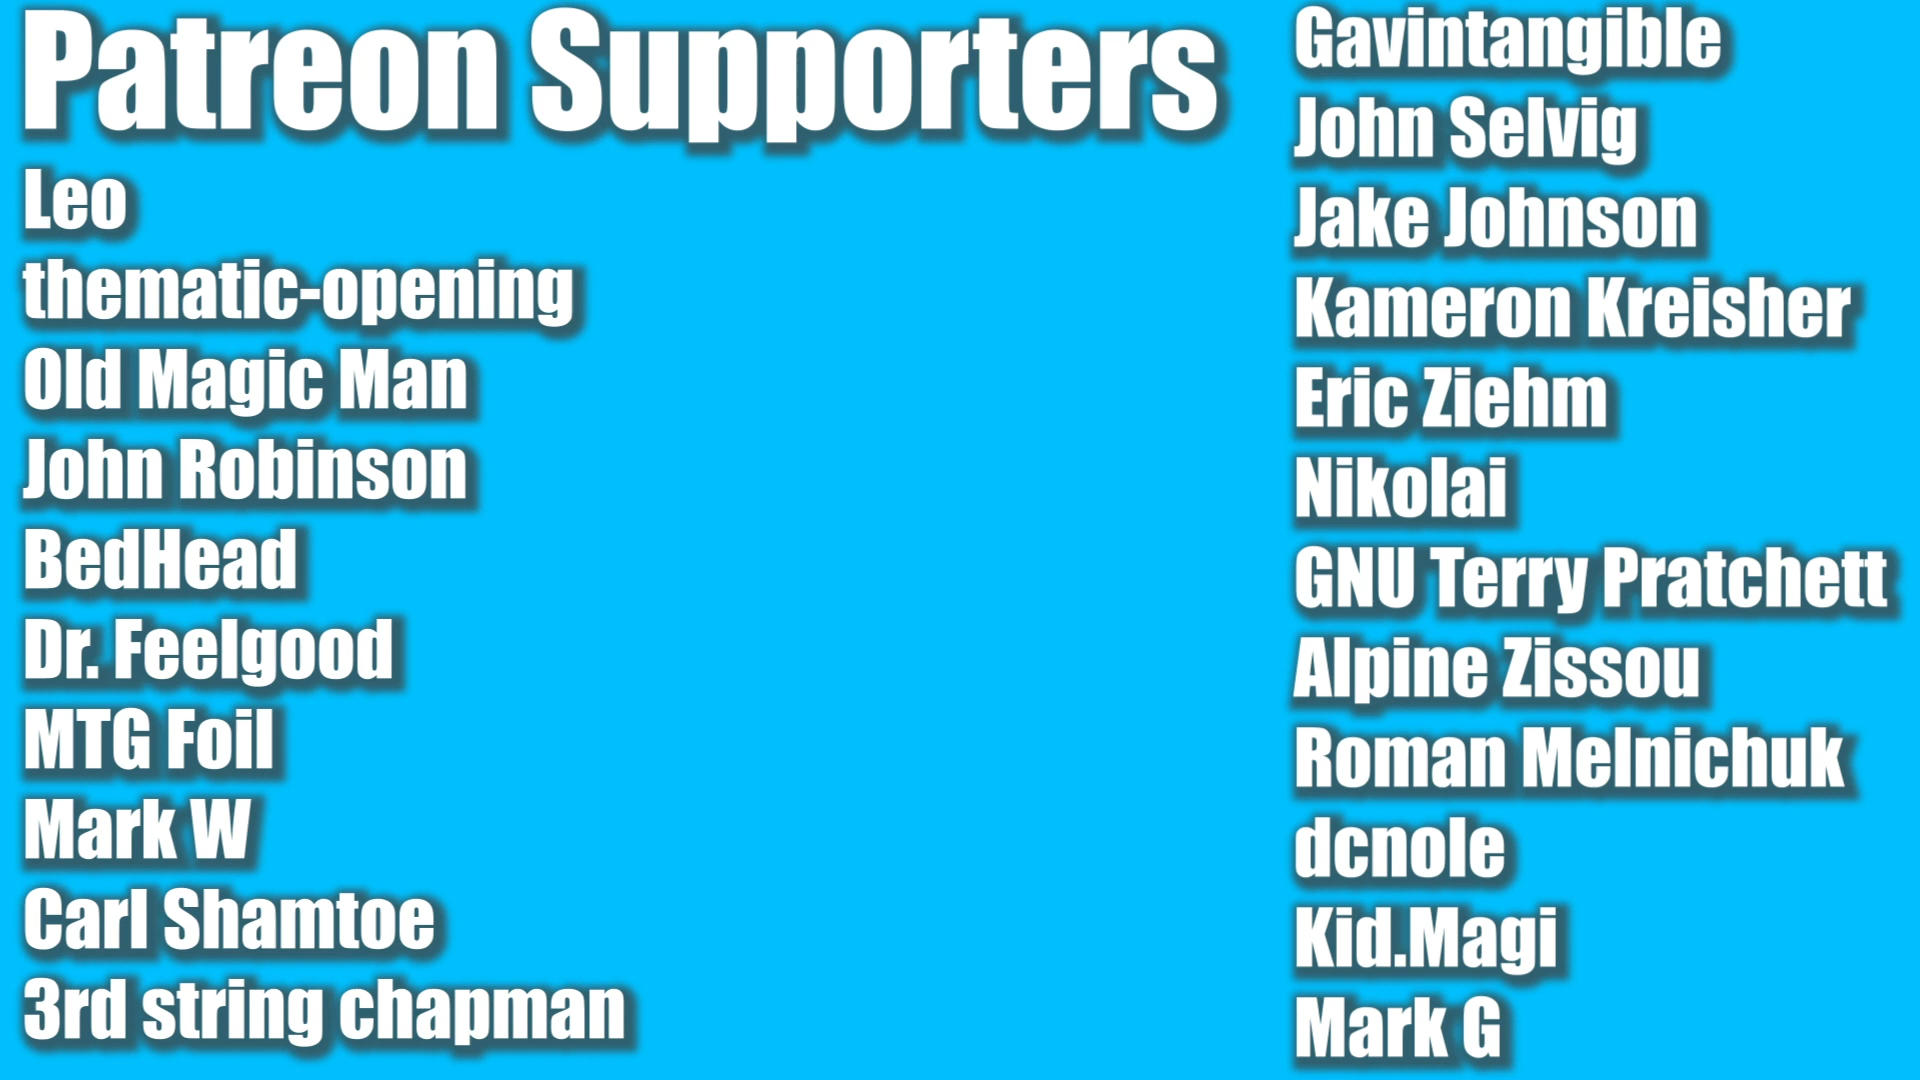 Patreon Supporters
Leo
thematic-opening
Old Magic Man
John Robinson
BedHead
Dr. Feelgood
MTG Foil
Mark W
Carl Shamtoe
3rd string chapman
Gavintangible
John Selvig
Jake Johnson
Kameron Kreisher
Eric Ziehm
Nikolai
GNU Terry Pratchett
Alpine Zissou
Roman Melnichuk
dcnole
Kid.Magi
Mark G